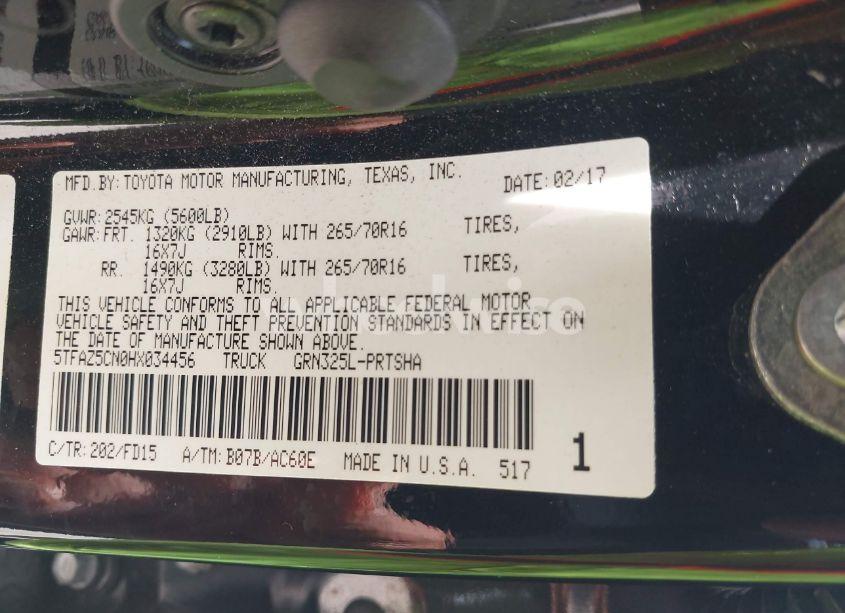 MFD.BY: TOYOTA MOTOR MANUFACTURING, TEXAS, INC. DATE: 02/17
GVWR: 2545KG (5600LB)
GAWR: FRT. 1320KG (2910LB) WITH 265/70R16 TIRES,
16X7J RIMS.
RR. 1490KG (3280LB) WITH 265/70R16 TIRES,
16X7J RIMS.
THIS VEHICLE CONFORMS TO ALL APPLICABLE FEDERAL MOTOR
VEHICLE SAFETY AND THEFT PREVENTION STANDARDS IN EFFECT ON
THE DATE OF MANUFACTURE SHOWN ABOVE.
5TFAZ5CN0HX034456 TRUCK GRN325L-PRTSHA
C/TR: 202/FD15 A/TM: B07B/AC60E MADE IN U.S.A. 517 1